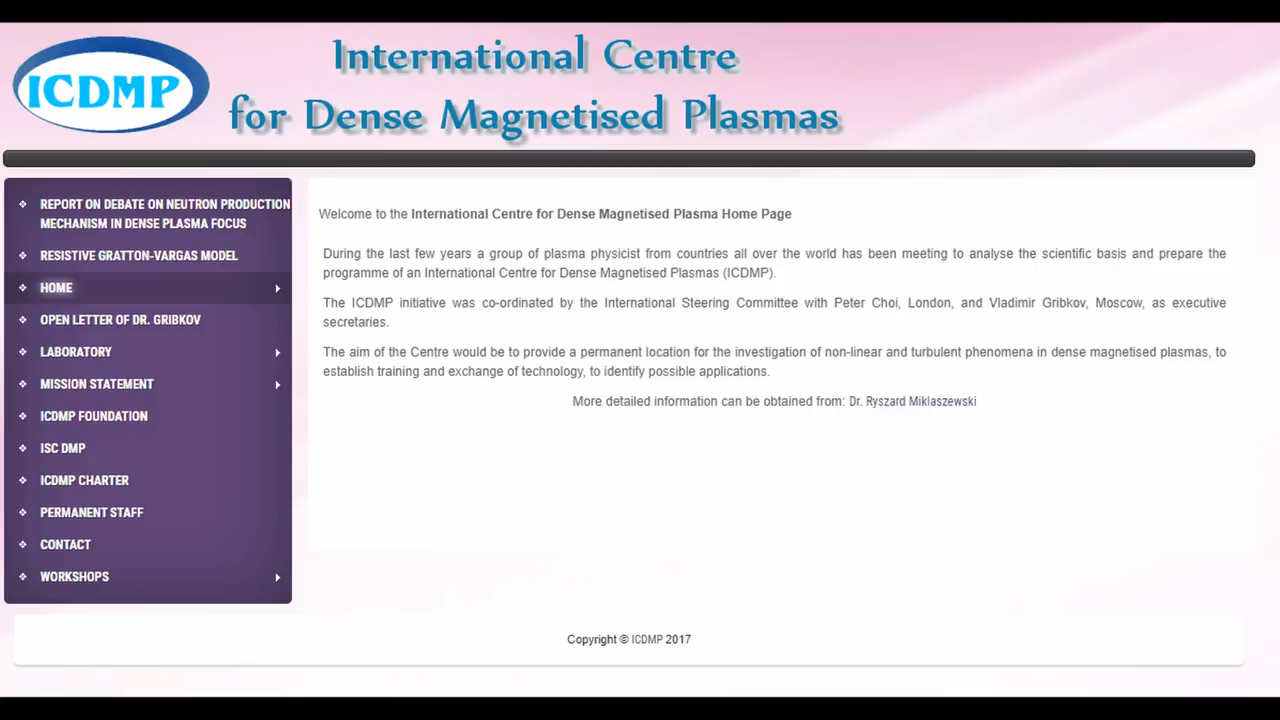 ICDMP
International Centre
for Dense Magnetised Plasmas
REPORT ON DEBATE ON NEUTRON PRODUCTION
MECHANISM IN DENSE PLASMA FOCUS
RESISTIVE GRATTON-VARGAS MODEL
HOME
OPEN LETTER OF DR. GRIBKOV
LABORATORY
MISSION STATEMENT
ICDMP FOUNDATION
ISC DMP
ICDMP CHARTER
PERMANENT STAFF
CONTACT
WORKSHOPS
Welcome to the International Centre for Dense Magnetised Plasma Home Page
During the last few years a group of plasma physicist from countries all over the world has been meeting to analyse the scientific basis and prepare the
programme of an International Centre for Dense Magnetised Plasmas (ICDMP).
The ICDMP initiative was co-ordinated by the International Steering Committee with Peter Choi, London, and Vladimir Gribkov, Moscow, as executive
secretaries.
The aim of the Centre would be to provide a permanent location for the investigation of non-linear and turbulent phenomena in dense magnetised plasmas, to
establish training and exchange of technology, to identify possible applications.
More detailed information can be obtained from: Dr. Ryszard Miklaszewski
Copyright © ICDMP 2017